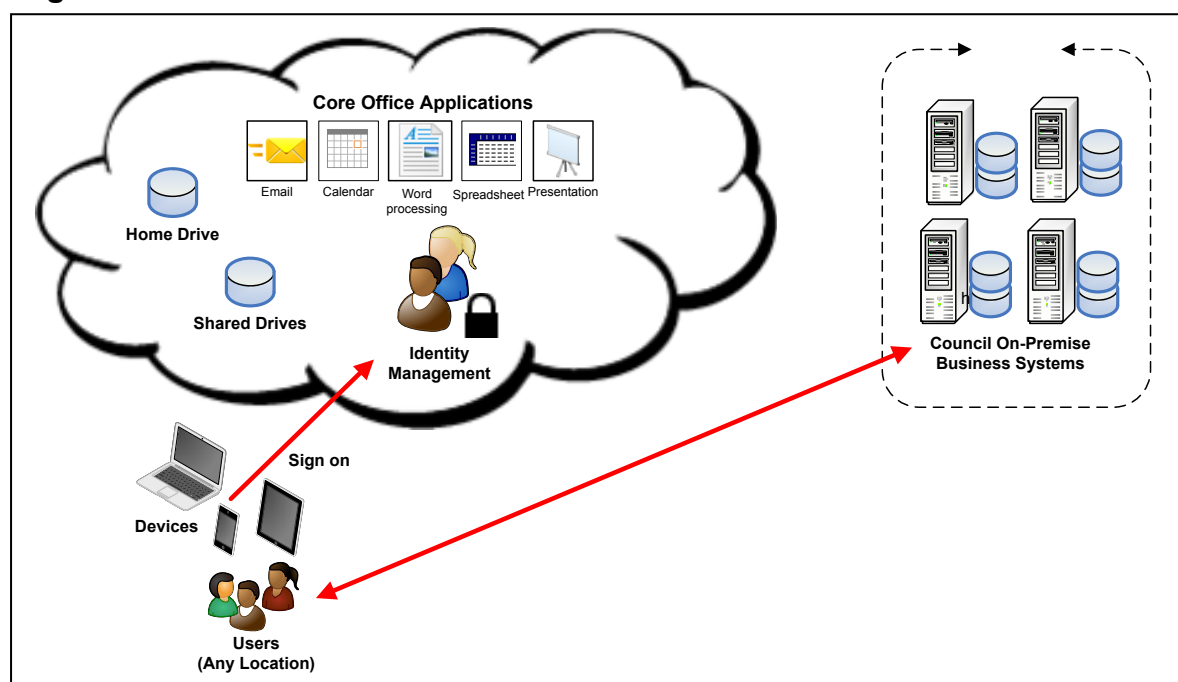 Core Office Applications
Email
Calendar
Word
processing
Spreadsheet
Presentation
Home Drive
Shared Drives
Identity
Management
h
Council On-Premise
Business Systems
Sign on
Devices
Users
(Any Location)